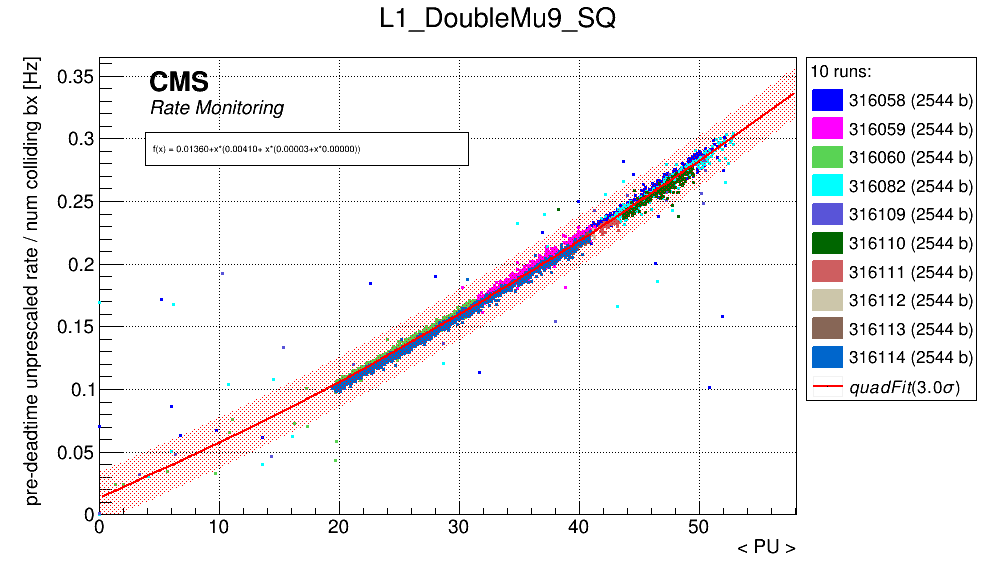 L1_DoubleMu9_SQ
pre-deadtime unprescaled rate / num colliding bx [Hz]
0.35
0.3
0.25
0.2
0.15
0.1
0.05
0
CMS
Rate Monitoring
f(x) = 0.01360+x*(0.00410+ x*(0.00003+x*0.00000))
0 10 20 30 40 50
< PU >
10 runs:
316058 (2544 b)
316059 (2544 b)
316060 (2544 b)
316082 (2544 b)
316109 (2544 b)
316110 (2544 b)
316111 (2544 b)
316112 (2544 b)
316113 (2544 b)
316114 (2544 b)
quadFit(3.0σ)